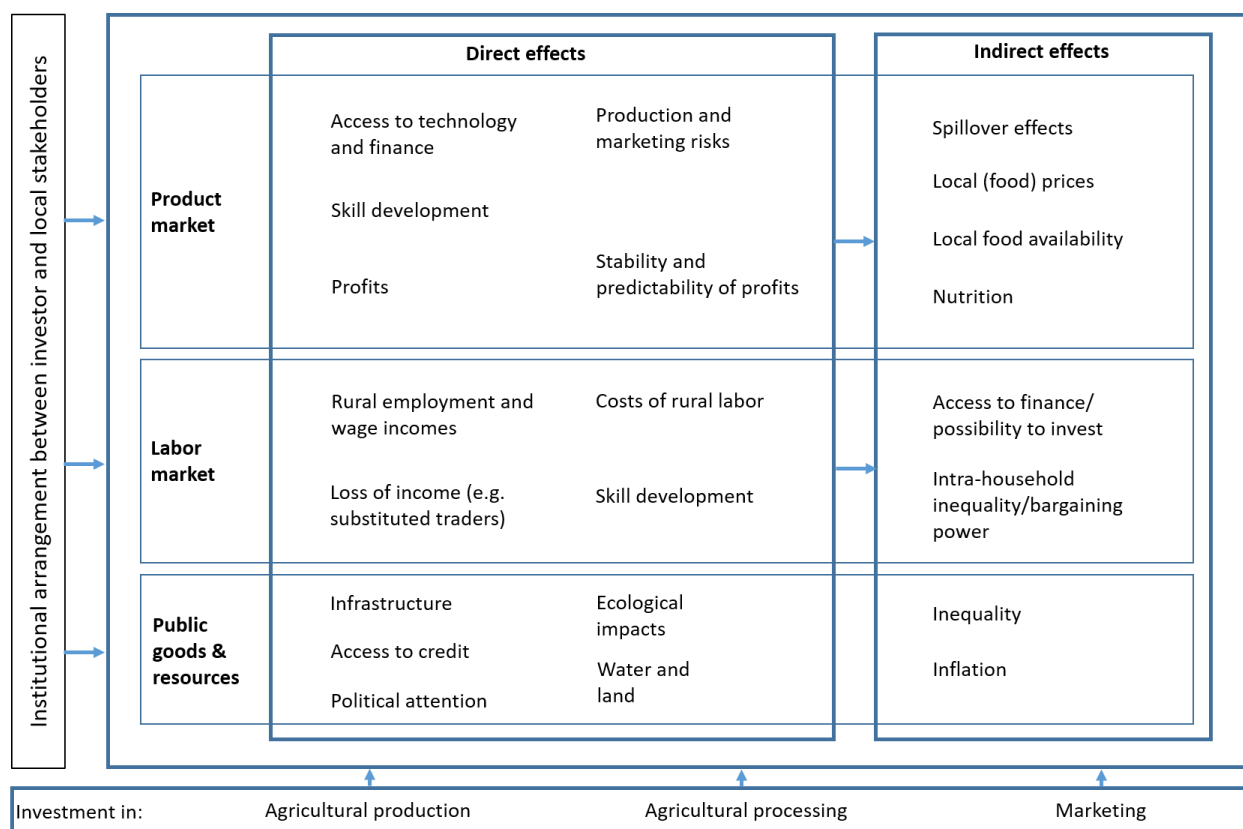 Institutional arrangement between investor and local stakeholders
Direct effects
Indirect effects
Product
market
Access to technology
and finance
Skill development
Profits
Production and
marketing risks
Stability and
predictability of profits
Spillover effects
Local (food) prices
Local food availability
Nutrition
Labor
market
Rural employment and
wage incomes
Loss of income (e.g.
substituted traders)
Costs of rural labor
Skill development
Access to finance/
possibility to invest
Intra-household
inequality/bargaining
power
Public
goods &
resources
Infrastructure
Access to credit
Political attention
Ecological
impacts
Water and
land
Inequality
Inflation
Investment in:
Agricultural production
Agricultural processing
Marketing